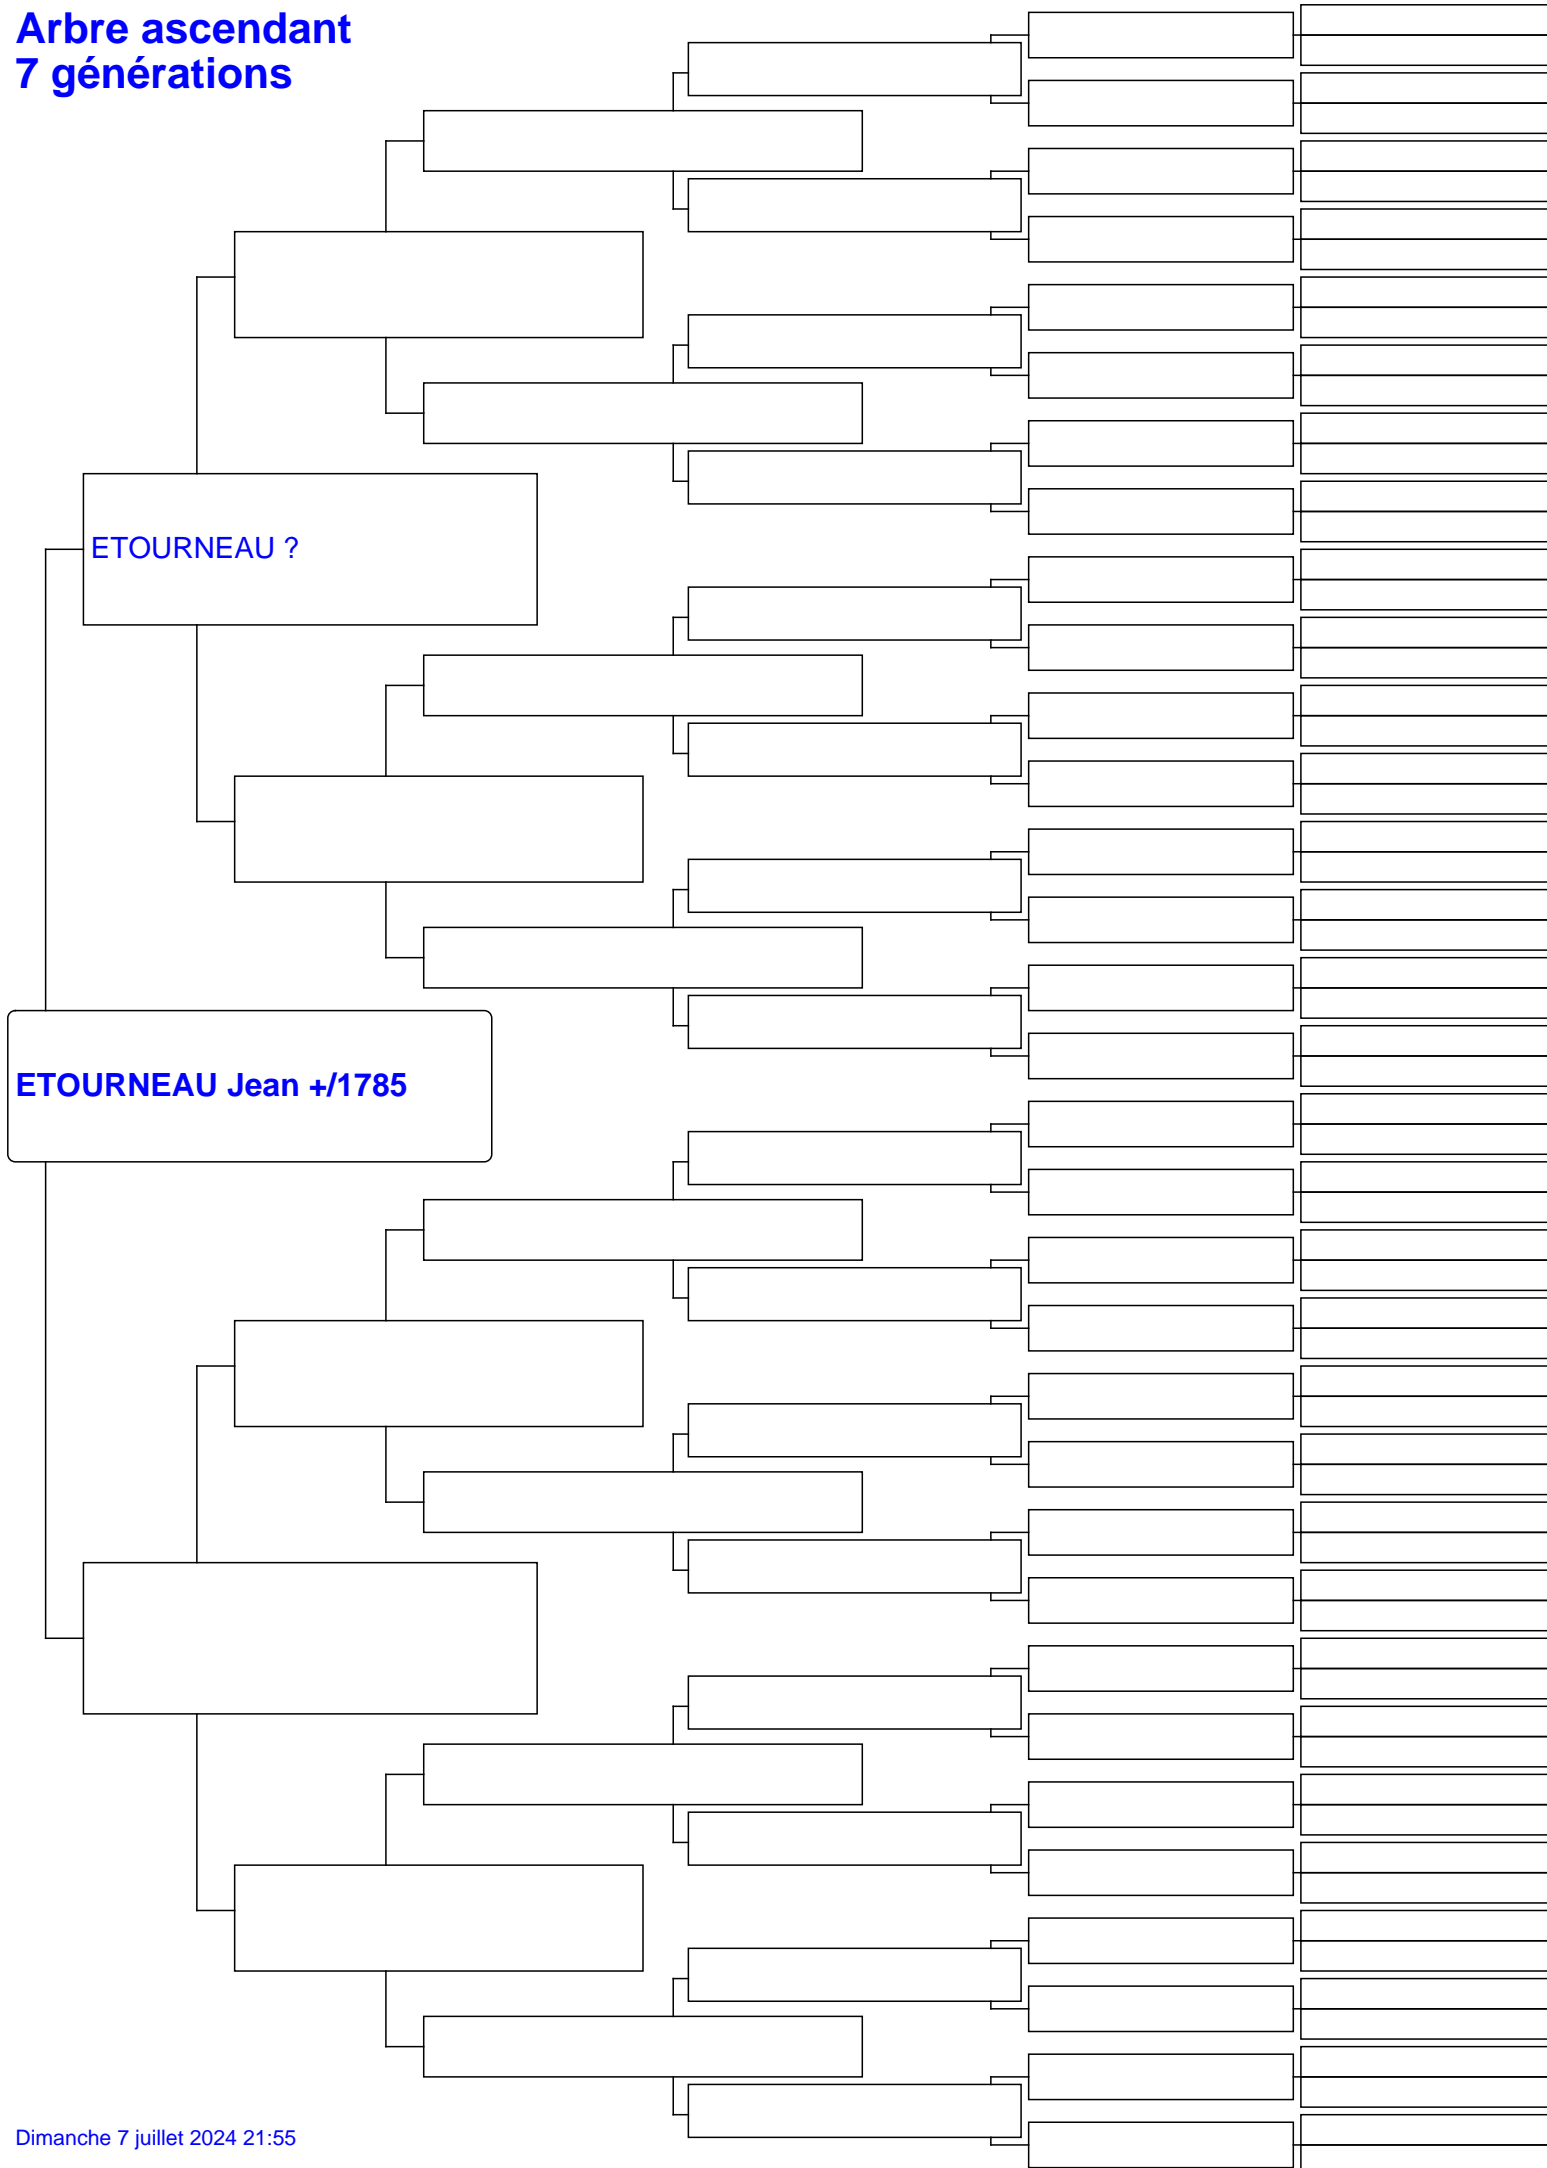 Arbre ascendant
7 générations
ETOURNEAU ?
ETOURNEAU Jean +/1785
Dimanche 7 juillet 2024 21:55